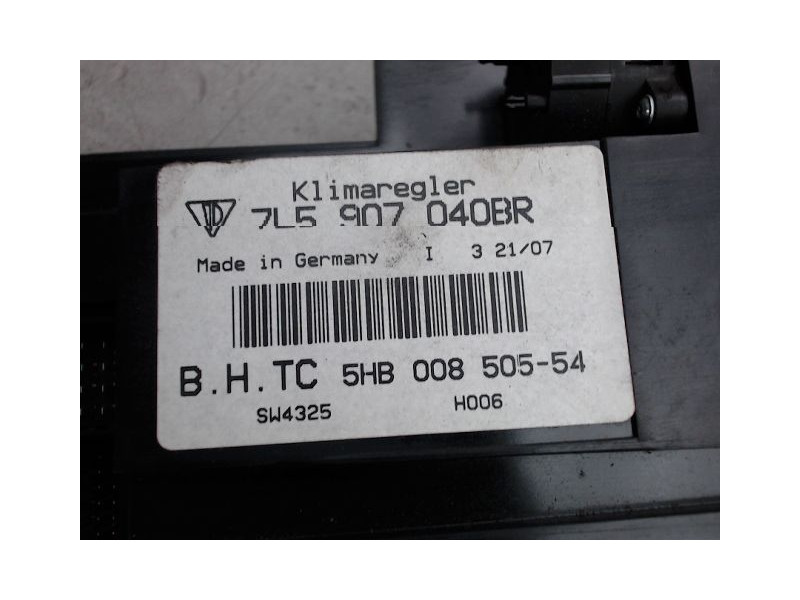 Klimaregler
7L5 907 040BR
Made in Germany I 3 21/07
B.H.TC 5HB 008 505-54
SW4325 H006